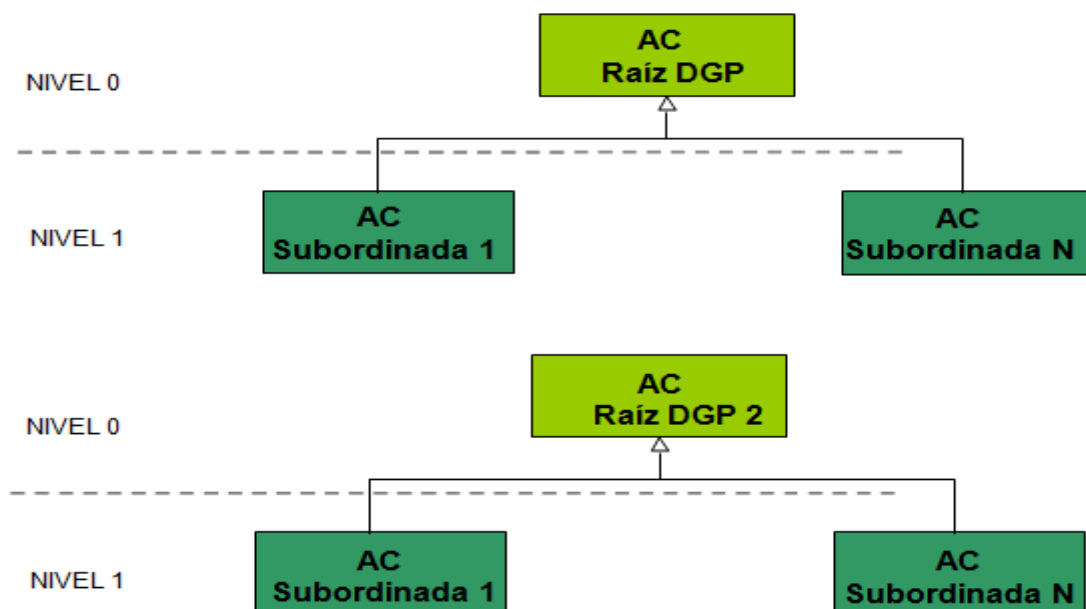 AC
Raíz DGP
NIVEL 0
AC
Subordinada 1
AC
Subordinada N
NIVEL 1
AC
Raíz DGP 2
NIVEL 0
AC
Subordinada 1
AC
Subordinada N
NIVEL 1